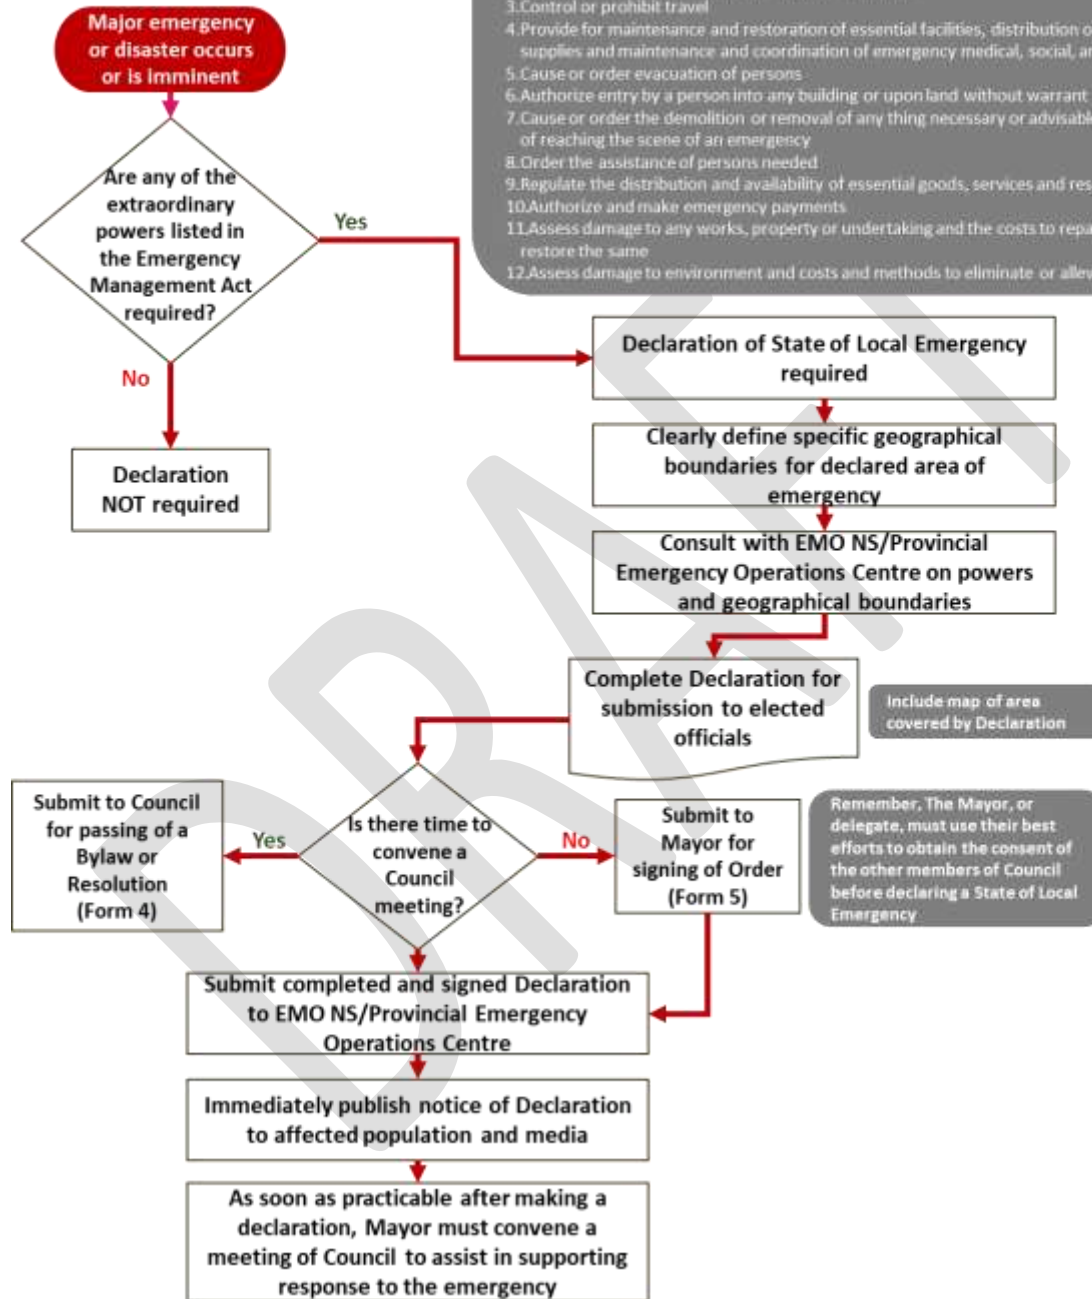 3.Control or prohibit travel
4.Provide for maintenance and restoration of essential facilities, distribution o
supplies and maintenance and coordination of emergency medical, social, a
5.Cause or order evacuation of persons
6.Authorize entry by a person into any building or upon land without warrant
7.Cause or order the demolition or removal of any thing necessary or advisabl
of reaching the scene of an emergency
8.Order the assistance of persons needed
9.Regulate the distribution and availability of essential goods, services and res
10.Authorize and make emergency payments
11.Assess damage to any works, property or undertaking and the costs to repa
restore the same
12.Assess damage to environment and costs and methods to eliminate or allev
Major emergency
or disaster occurs
or is imminent
Are any of the
extraordinary
powers listed in
the Emergency
Management Act
required?
Yes
No
Declaration
NOT required
Declaration of State of Local Emergency
required
Clearly define specific geographical
boundaries for declared area of
emergency
Consult with EMO NS/Provincial
Emergency Operations Centre on powers
and geographical boundaries
Complete Declaration for
submission to elected
officials
Include map of area
covered by Declaration
Is there time to
convene a
Council
meeting?
Yes
No
Submit to Council
for passing of a
Bylaw or
Resolution
(Form 4)
Submit to
Mayor for
signing of Order
(Form 5)
Remember, The Mayor, or
delegate, must use their best
efforts to obtain the consent of
the other members of Council
before declaring a State of Local
Emergency
Submit completed and signed Declaration
to EMO NS/Provincial Emergency
Operations Centre
Immediately publish notice of Declaration
to affected population and media
As soon as practicable after making a
declaration, Mayor must convene a
meeting of Council to assist in supporting
response to the emergency
DRAFT